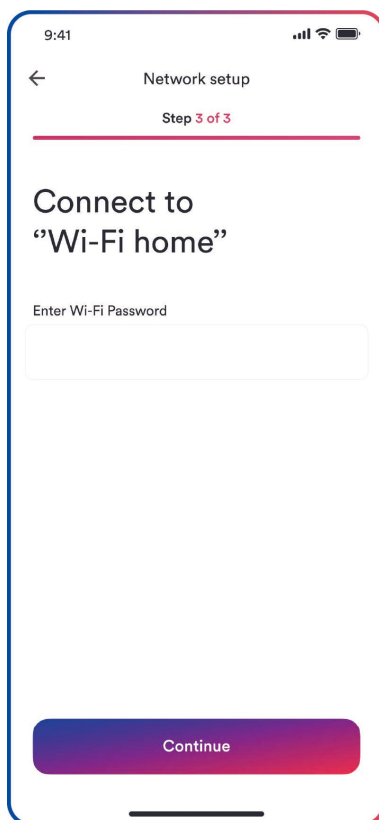 9:41
Network setup
Step 3 of 3
Connect to
‘’Wi-Fi home’’
Enter Wi-Fi Password
Continue